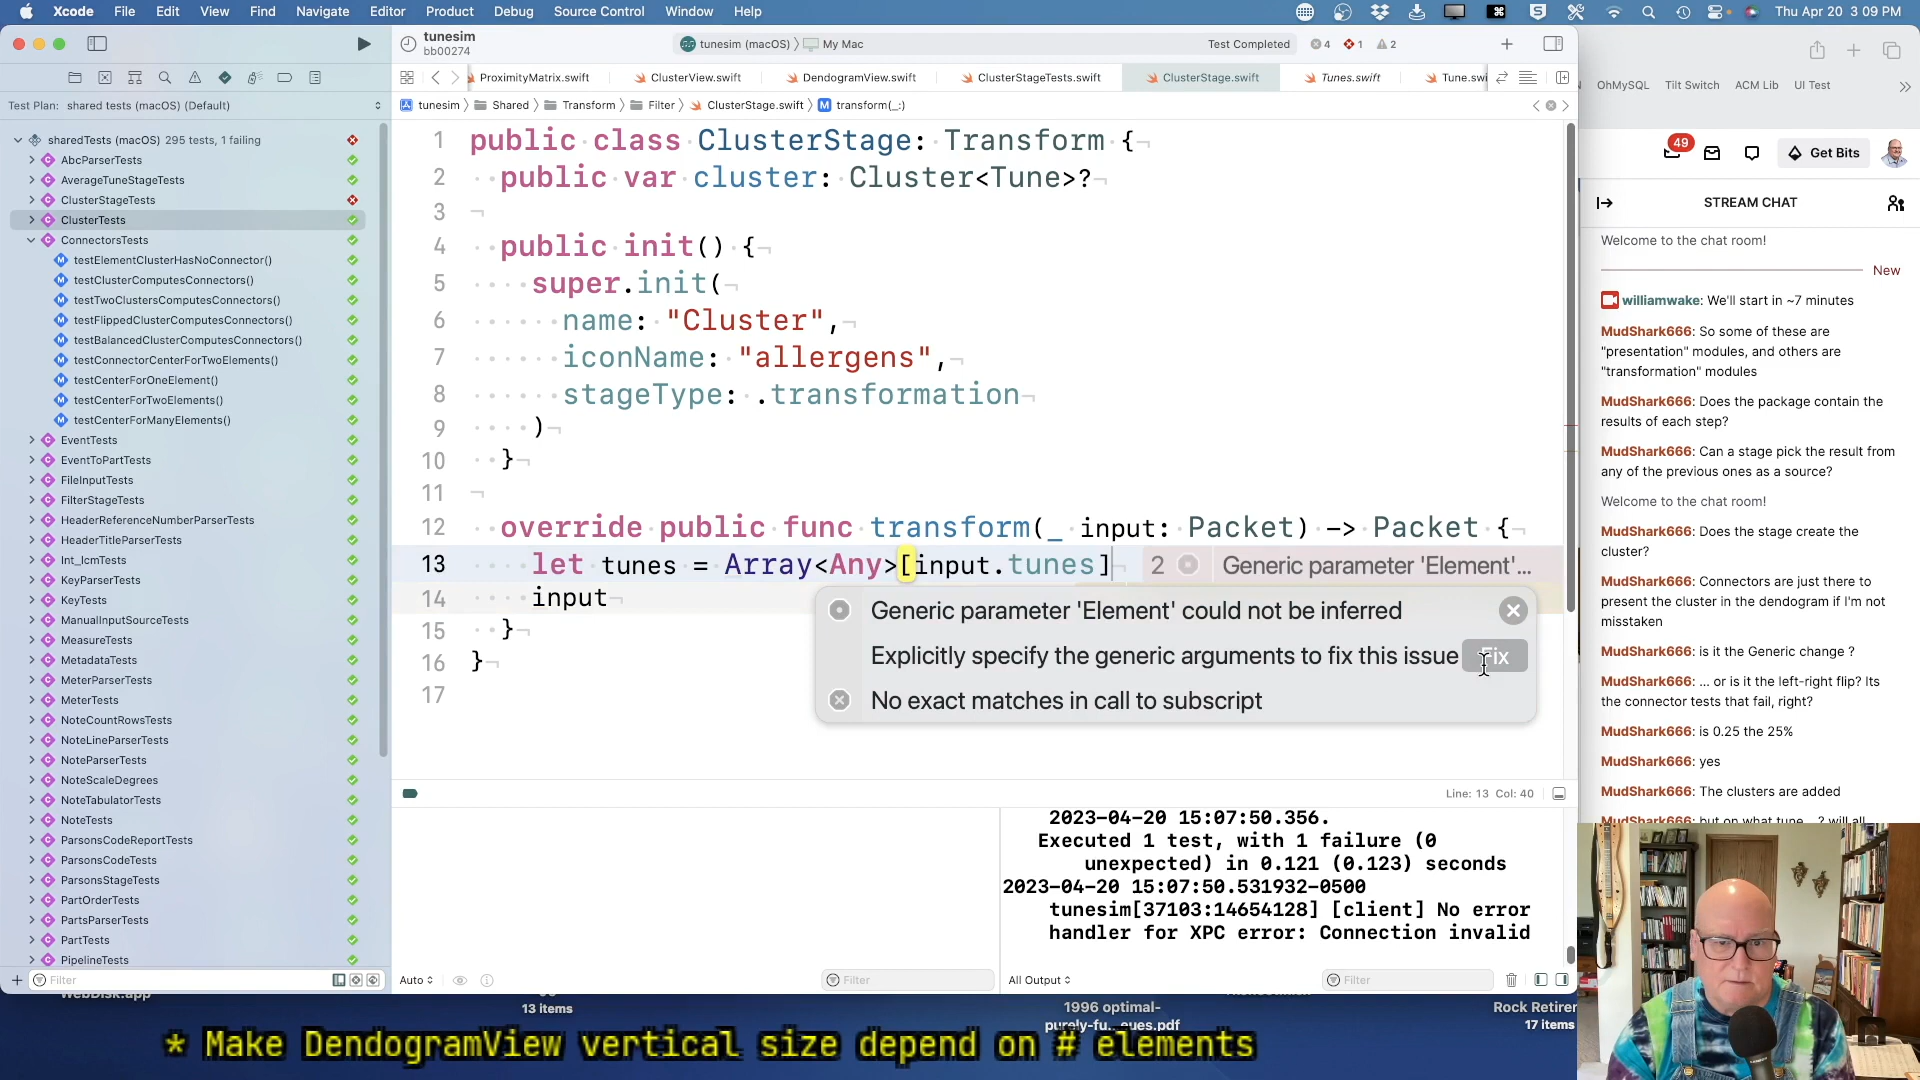 Xcode File Edit View Find Navigate Editor Product Debug Source Control Window Help Thu Apr 20 3:09 PM
tunesim
bb00274
tunesim (macOS) My Mac Test Completed 4 1 2
ProximityMatrix.swift ClusterView.swift DendogramView.swift ClusterStageTests.swift ClusterStage.swift Tunes.swift Tune.swi
Test Plan: shared tests (macOS) (Default)
tunesim Shared Transform Filter ClusterStage.swift M transform(_:)
sharedTests (macOS) 295 tests, 1 failing
AbcParserTests
AverageTuneStageTests
ClusterStageTests
ClusterTests
ConnectorsTests
testElementClusterHasNoConnector()
testClusterComputesConnectors()
testTwoClustersComputesConnectors()
testFlippedClusterComputesConnectors()
testBalancedClusterComputesConnectors()
testConnectorCenterForTwoElements()
testCenterForOneElement()
testCenterForTwoElements()
testCenterForManyElements()
EventTests
EventToPartTests
FileInputTests
FilterStageTests
HeaderReferenceNumberParserTests
HeaderTitleParserTests
Int_IcmTests
KeyParserTests
KeyTests
ManualInputSourceTests
MeasureTests
MetadataTests
MeterParserTests
MeterTests
NoteCountRowsTests
NoteLineParserTests
NoteParserTests
NoteScaleDegrees
NoteTabulatorTests
NoteTests
ParsonsCodeReportTests
ParsonsCodeTests
ParsonsStageTests
PartOrderTests
PartsParserTests
PartTests
PipelineTests
Filter
1 public class ClusterStage: Transform {
2 public var cluster: Cluster<Tune>?
3
4 public init() {
5 super.init(
6 name: "Cluster",
7 iconName: "allergens",
8 stageType: .transformation
9 )
10 }
11
12 override public func transform(_ input: Packet) -> Packet {
13 let tunes = Array<Any>[input.tunes] 2 Generic parameter 'Element'...
14 input
15 }
16 }
17
Generic parameter 'Element' could not be inferred
Explicitly specify the generic arguments to fix this issue Fix
No exact matches in call to subscript
Line: 13 Col: 40
2023-04-20 15:07:50.356.
Executed 1 test, with 1 failure (0
unexpected) in 0.121 (0.123) seconds
2023-04-20 15:07:50.531932-0500
tunesim[37103:14654128] [client] No error
handler for XPC error: Connection invalid
Auto Filter All Output Filter
OhMySQL Tilt Switch ACM Lib UI Test
49 Get Bits
STREAM CHAT
Welcome to the chat room!
New
williamwake: We'll start in ~7 minutes
MudShark666: So some of these are
"presentation" modules, and others are
"transformation" modules
MudShark666: Does the package contain the
results of each step?
MudShark666: Can a stage pick the result from
any of the previous ones as a source?
Welcome to the chat room!
MudShark666: Does the stage create the
cluster?
MudShark666: Connectors are just there to
present the cluster in the dendogram if I'm not
misstaken
MudShark666: is it the Generic change ?
MudShark666: ... or is it the left-right flip? Its
the connector tests that fail, right?
MudShark666: is 0.25 the 25%
MudShark666: yes
MudShark666: The clusters are added
MudShark666: but on what tune ... ? will all
WebDisk.app
13 items
1996 optimal-
purely-fu...eues.pdf
Rock Retirem
17 items
* Make DendogramView vertical size depend on # elements